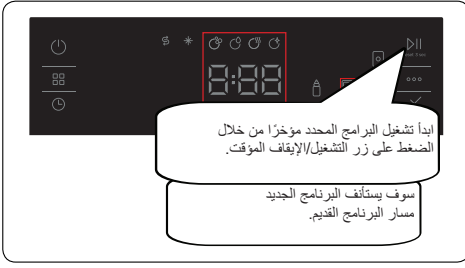 8:88
ابدأ تشغيل البرامج المحدد مؤخرًا من خلال
الضغط على زر التشغيل/الإيقاف المؤقت.
سوف يستأنف البرنامج الجديد
مسار البرنامج القديم.